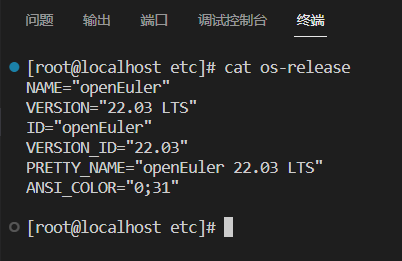 问题 输出 端口 调试控制台 终端
[root@localhost etc]# cat os-release
NAME="openEuler"
VERSION="22.03 LTS"
ID="openEuler"
VERSION_ID="22.03"
PRETTY_NAME="openEuler 22.03 LTS"
ANSI_COLOR="0;31"
[root@localhost etc]#